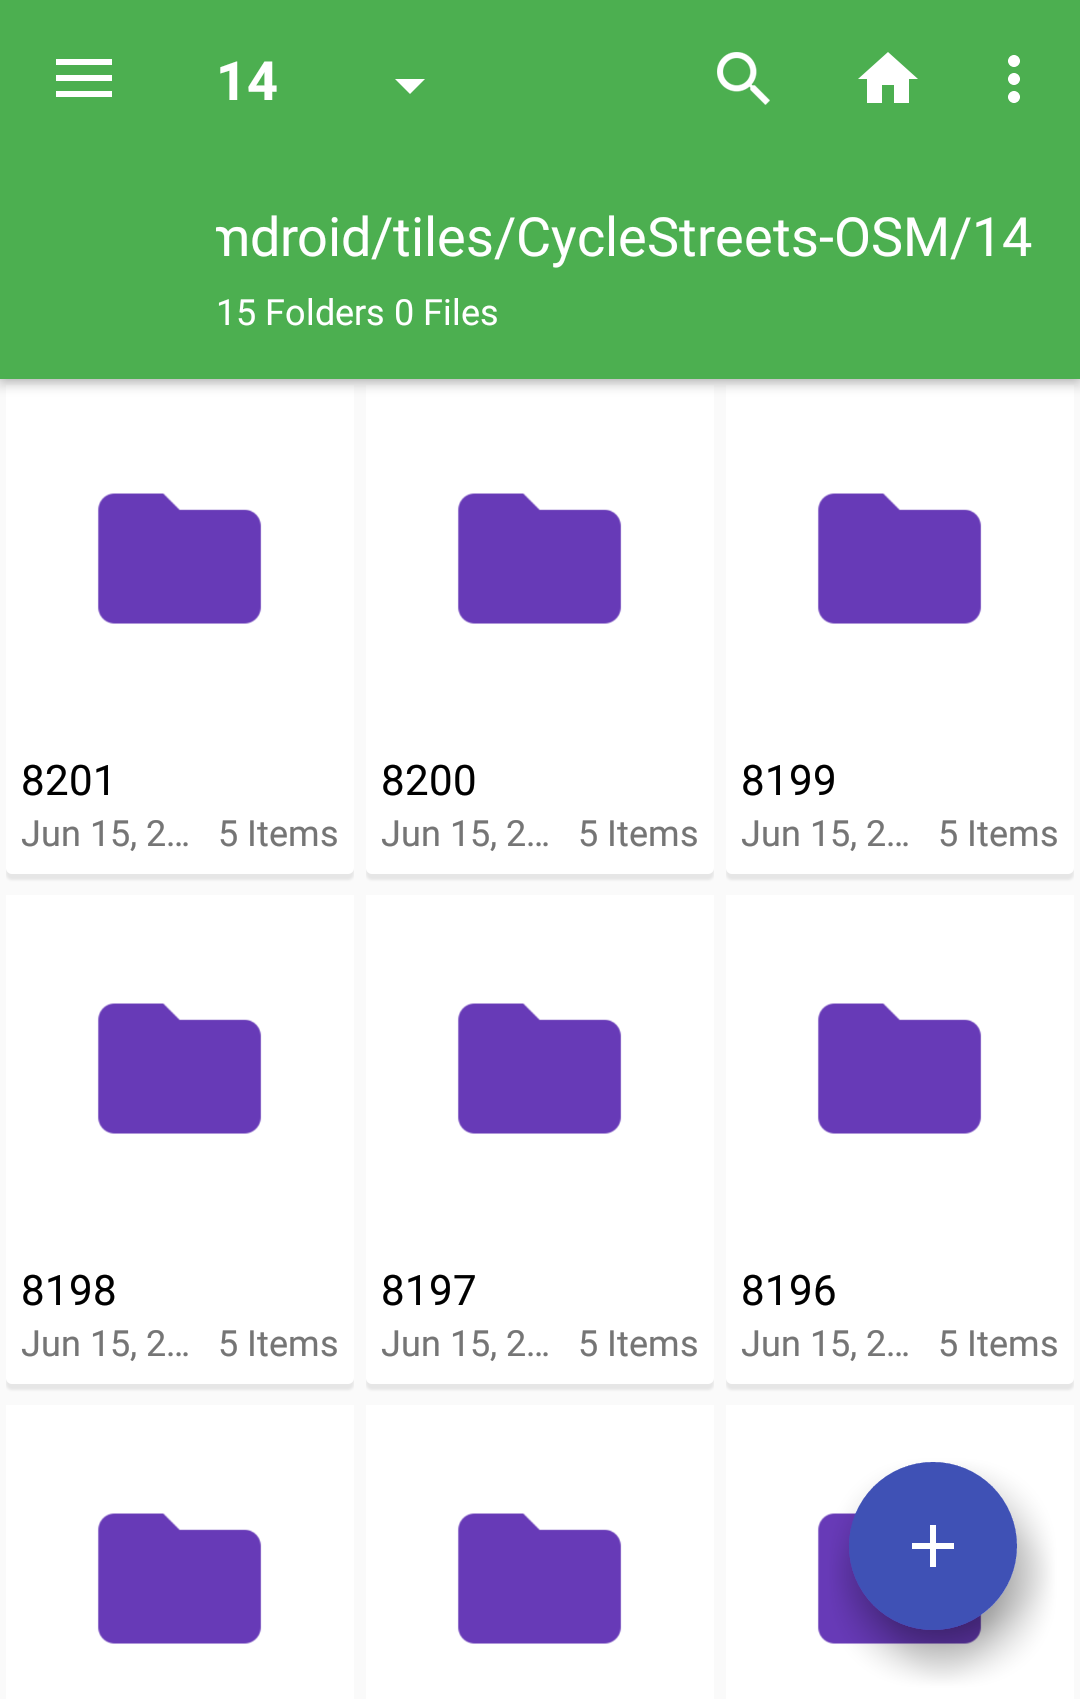 14
mdroid/tiles/CycleStreets-OSM/14
15 Folders 0 Files
8201
Jun 15, 2... 5 Items
8200
Jun 15, 2... 5 Items
8199
Jun 15, 2... 5 Items
8198
Jun 15, 2... 5 Items
8197
Jun 15, 2... 5 Items
8196
Jun 15, 2... 5 Items